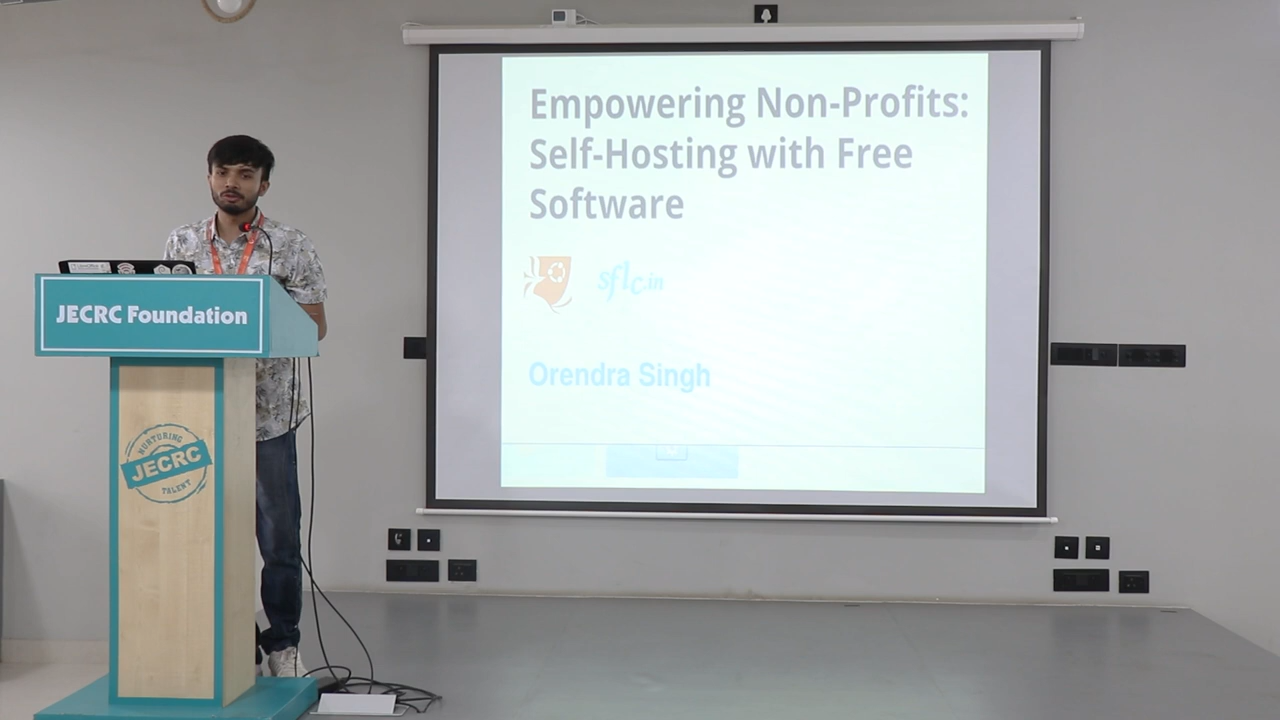 Empowering Non-Profits:
Self-Hosting with Free
Software
sflc.in
Orendra Singh
JECRC Foundation
NURTURING
JECRC
TALENT